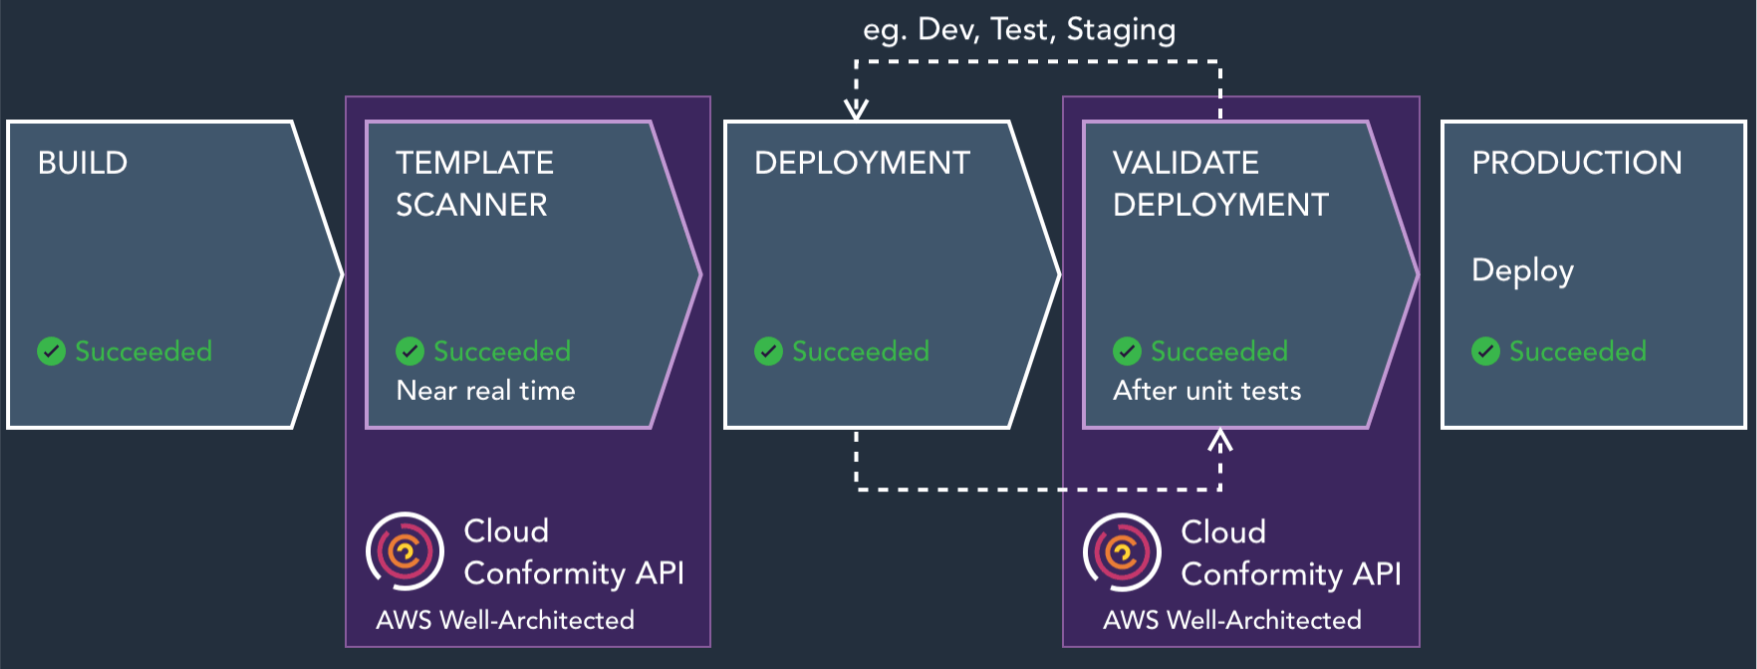 eg. Dev, Test, Staging
BUILD
Succeeded
TEMPLATE
SCANNER
Succeeded
Near real time
Cloud
Conformity API
AWS Well-Architected
DEPLOYMENT
Succeeded
VALIDATE
DEPLOYMENT
Succeeded
After unit tests
Cloud
Conformity API
AWS Well-Architected
PRODUCTION
Deploy
Succeeded